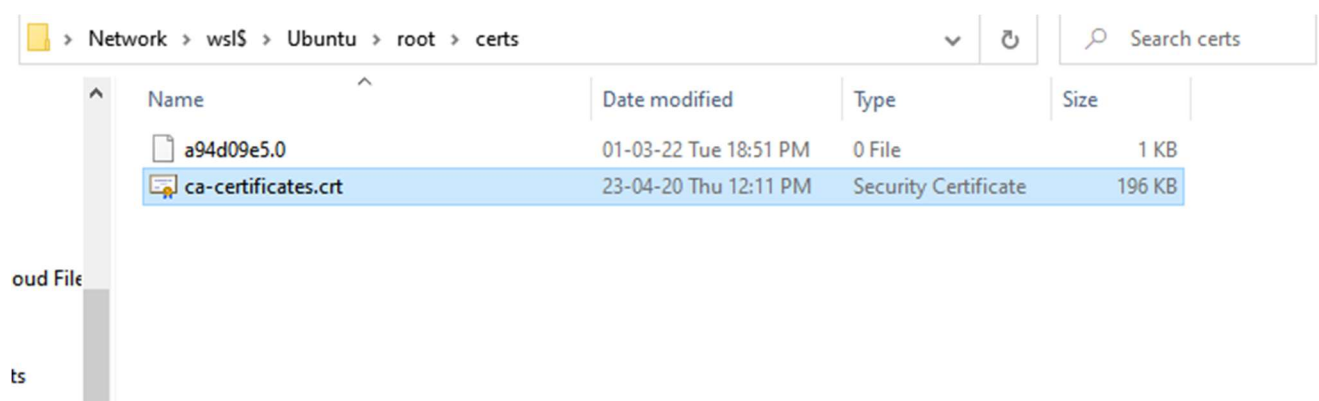 > Network > wsl$ > Ubuntu > root > certs Search certs
Name Date modified Type Size
a94d09e5.0 01-03-22 Tue 18:51 PM 0 File 1 KB
ca-certificates.crt 23-04-20 Thu 12:11 PM Security Certificate 196 KB
oud File
ts